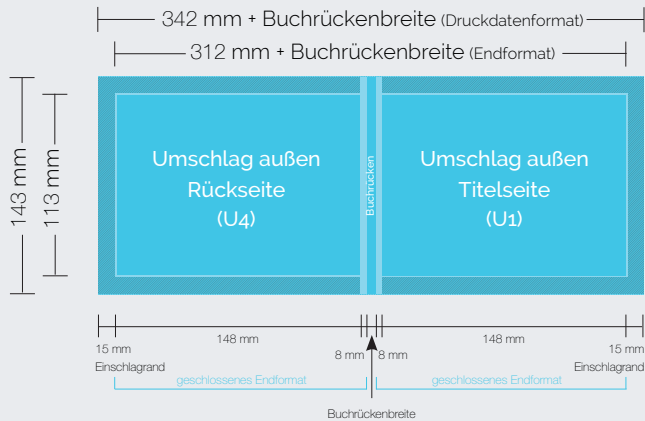 342 mm + Buchrückenbreite (Druckdatenformat)
312 mm + Buchrückenbreite (Endformat)
143 mm
113 mm
Umschlag außen
Rückseite
(U4)
Buchrücken
Umschlag außen
Titelseite
(U1)
15 mm
Einschlagrand
148 mm
8 mm
8 mm
148 mm
15 mm
Einschlagrand
geschlossenes Endformat
geschlossenes Endformat
Buchrückenbreite